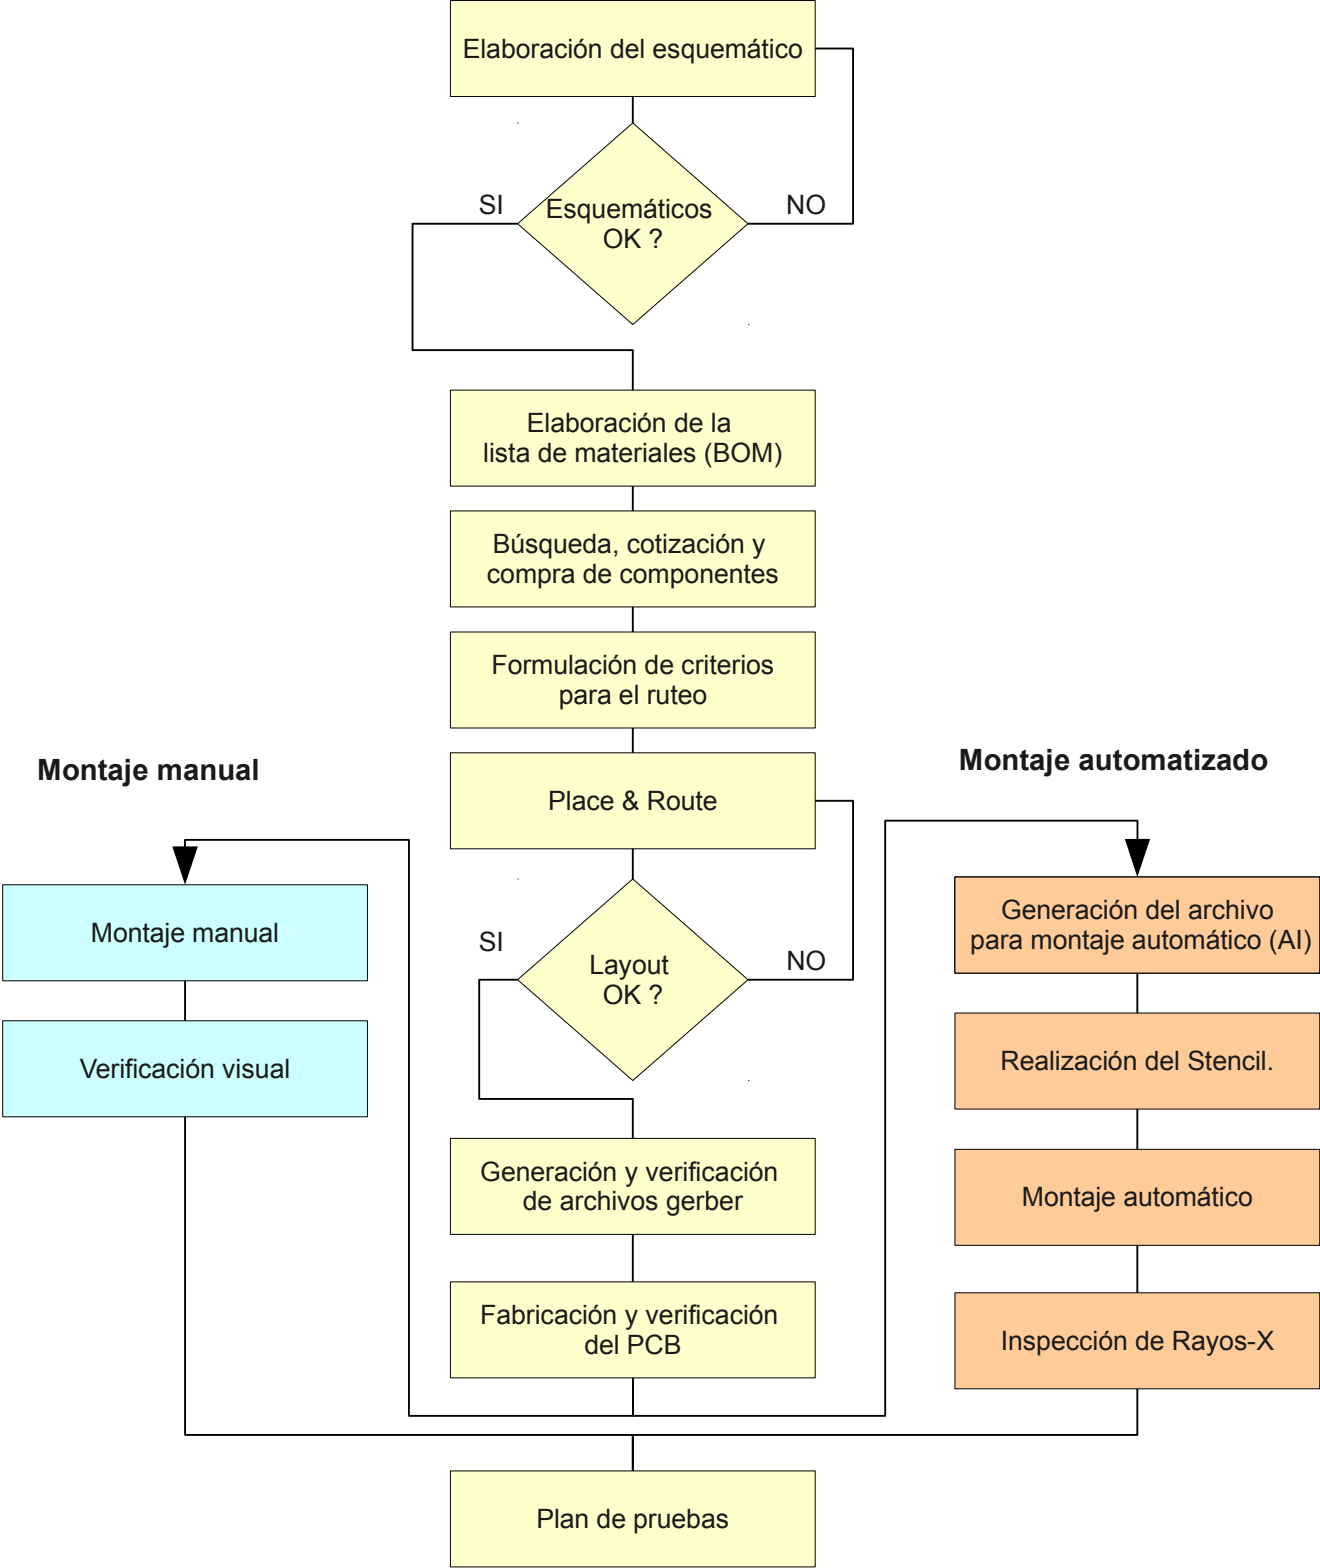 Elaboración del esquemático
SI
Esquemáticos
OK ?
NO
Elaboración de la
lista de materiales (BOM)
Búsqueda, cotización y
compra de componentes
Formulación de criterios
para el ruteo
Place & Route
SI
Layout
OK ?
NO
Generación y verificación
de archivos gerber
Fabricación y verificación
del PCB
Montaje manual
Montaje manual
Verificación visual
Montaje automatizado
Generación del archivo
para montaje automático (AI)
Realización del Stencil.
Montaje automático
Inspección de Rayos-X
Plan de pruebas